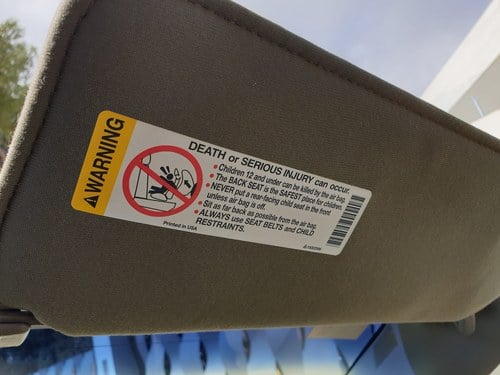 WARNING
DEATH or SERIOUS INJURY can occur.
• Children 12 and under can be killed by the air bag.
• The BACK SEAT is the SAFEST place for children.
• NEVER put a rear-facing child seat in the front
unless air bag is off.
• Sit as far back as possible from the air bag.
• ALWAYS use SEAT BELTS and CHILD
RESTRAINTS.
Printed in USA